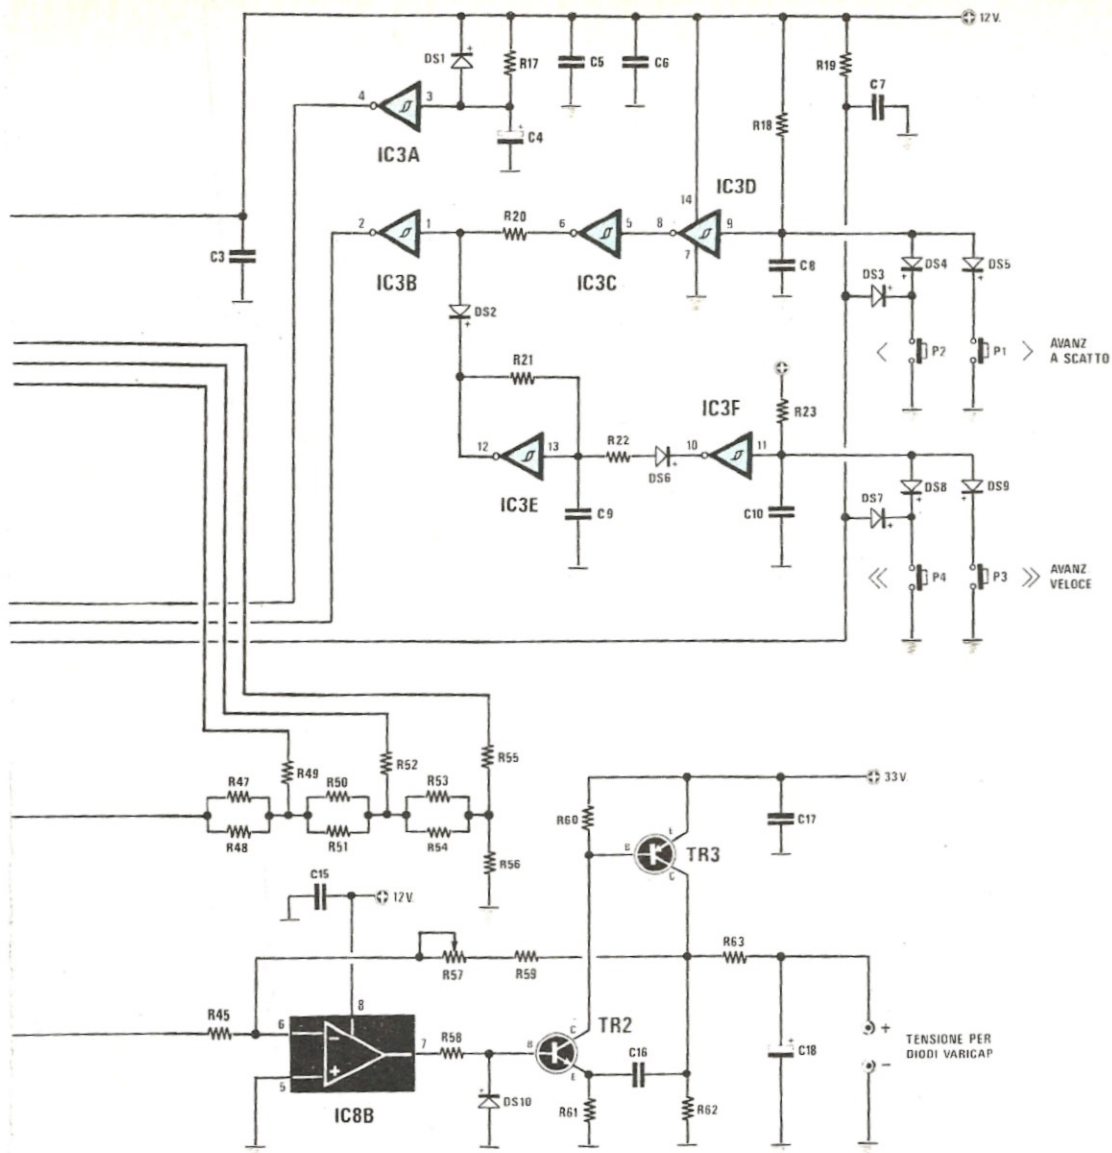 12V.
DS1
R17
C5
C6
R19
C7
4
3
R18
C4
IC3A
IC3D
14
2
1
R20
6
5
8
9
7
C3
IC3B
IC3C
C8
DS3
DS4
DS5
DS2
P2
P1
AVANZ
A SCATTO
R21
IC3F
R23
12
13
R22
10
11
DS6
DS7
DS8
DS9
IC3E
C9
C10
P4
P3
AVANZ
VELOCE
R49
R52
R55
R47
R50
R53
33V
R60
C17
R48
R51
R54
R56
B
E
C
TR3
C15
12V.
R57
R59
R63
R45
6
8
7
R58
C
TR2
B
E
C16
C18
+
-
TENSIONE PER
DIODI VARICAP
-
+
5
DS10
R61
R62
IC8B